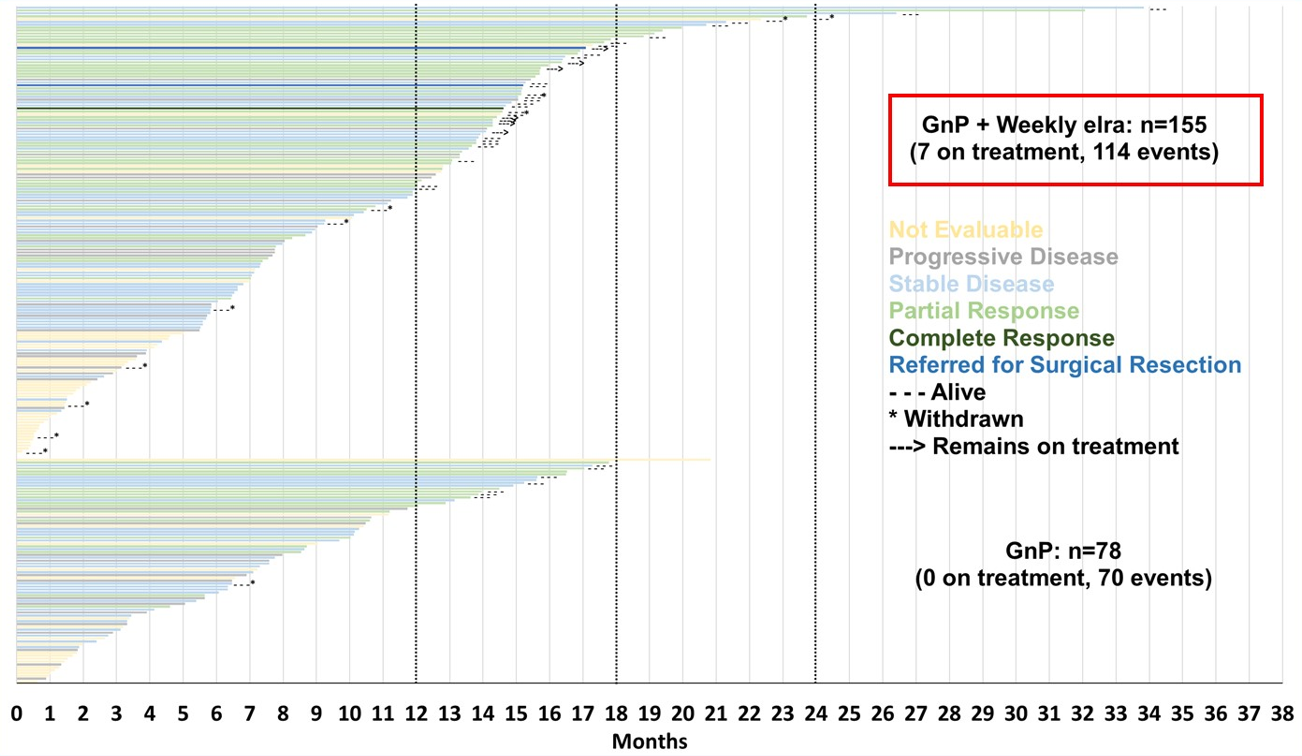 GnP + Weekly elra: n=155
(7 on treatment, 114 events)
Not Evaluable
Progressive Disease
Stable Disease
Partial Response
Complete Response
Referred for Surgical Resection
- - - Alive
* Withdrawn
---> Remains on treatment
GnP: n=78
(0 on treatment, 70 events)
0 1 2 3 4 5 6 7 8 9 10 11 12 13 14 15 16 17 18 19 20 21 22 23 24 25 26 27 28 29 30 31 32 33 34 35 36 37 38
Months